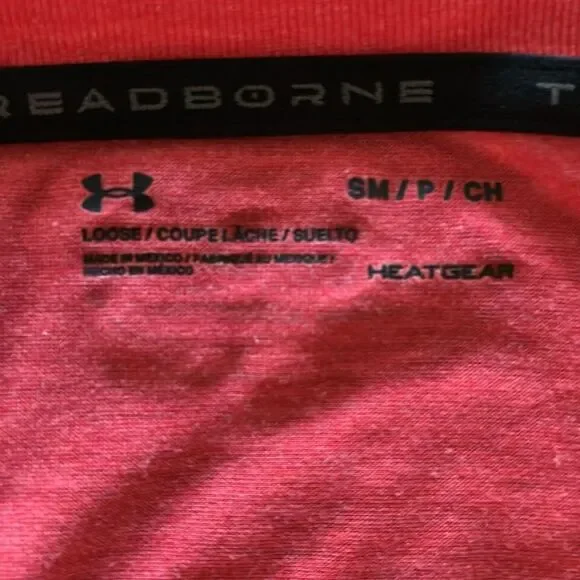 READBORNE T
SM / P / CH
LOOSE / COUPE LÂCHE / SUELTO
MADE IN MEXICO / FABRIQUÉ AU MEXIQUE /
HECHO EN MÉXICO
HEATGEAR